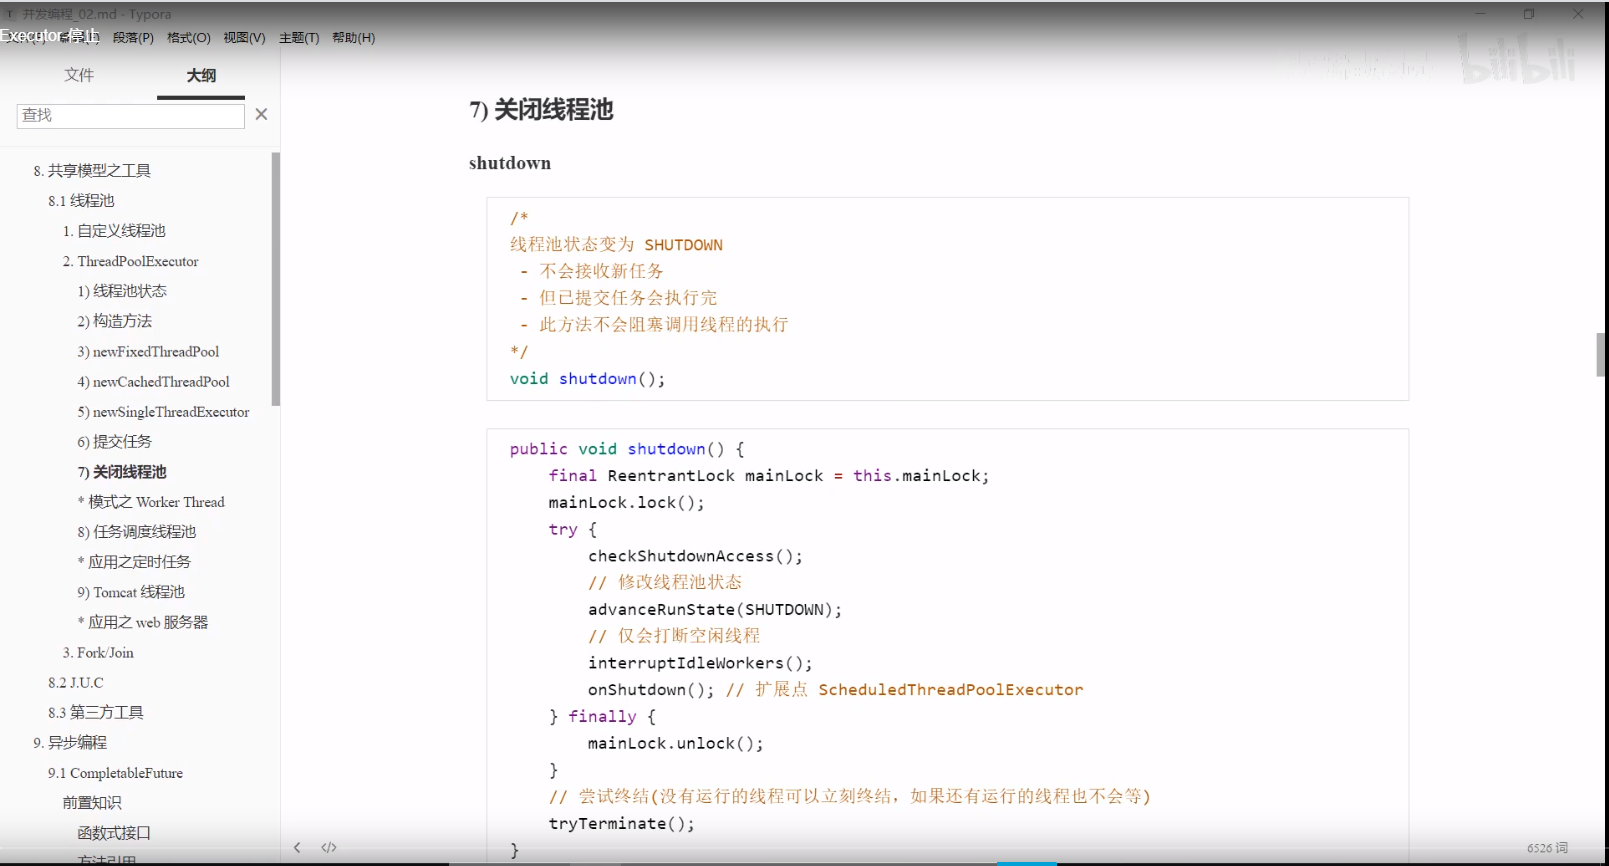 开发编程_02.md - Typora
Executor 停止
段落(P) 格式(O) 视图(V) 主题(T) 帮助(H)
bilibili
文件 大纲
查找
8. 共享模型之工具
8.1 线程池
1. 自定义线程池
2. ThreadPoolExecutor
1) 线程池状态
2) 构造方法
3) newFixedThreadPool
4) newCachedThreadPool
5) newSingleThreadExecutor
6) 提交任务
7) 关闭线程池
* 模式之 Worker Thread
8) 任务调度线程池
* 应用之定时任务
9) Tomcat 线程池
* 应用之 web 服务器
3. Fork/Join
8.2 J.U.C
8.3 第三方工具
9. 异步编程
9.1 CompletableFuture
前置知识
函数式接口
方法引用
7) 关闭线程池
shutdown
/*
线程池状态变为 SHUTDOWN
- 不会接收新任务
- 但已提交任务会执行完
- 此方法不会阻塞调用线程的执行
*/
void shutdown();
public void shutdown() {
final ReentrantLock mainLock = this.mainLock;
mainLock.lock();
try {
checkShutdownAccess();
// 修改线程池状态
advanceRunState(SHUTDOWN);
// 仅会打断空闲线程
interruptIdleWorkers();
onShutdown(); // 扩展点 ScheduledThreadPoolExecutor
} finally {
mainLock.unlock();
}
// 尝试终结(没有运行的线程可以立刻终结，如果还有运行的线程也不会等)
tryTerminate();
}
</> 
6526 词